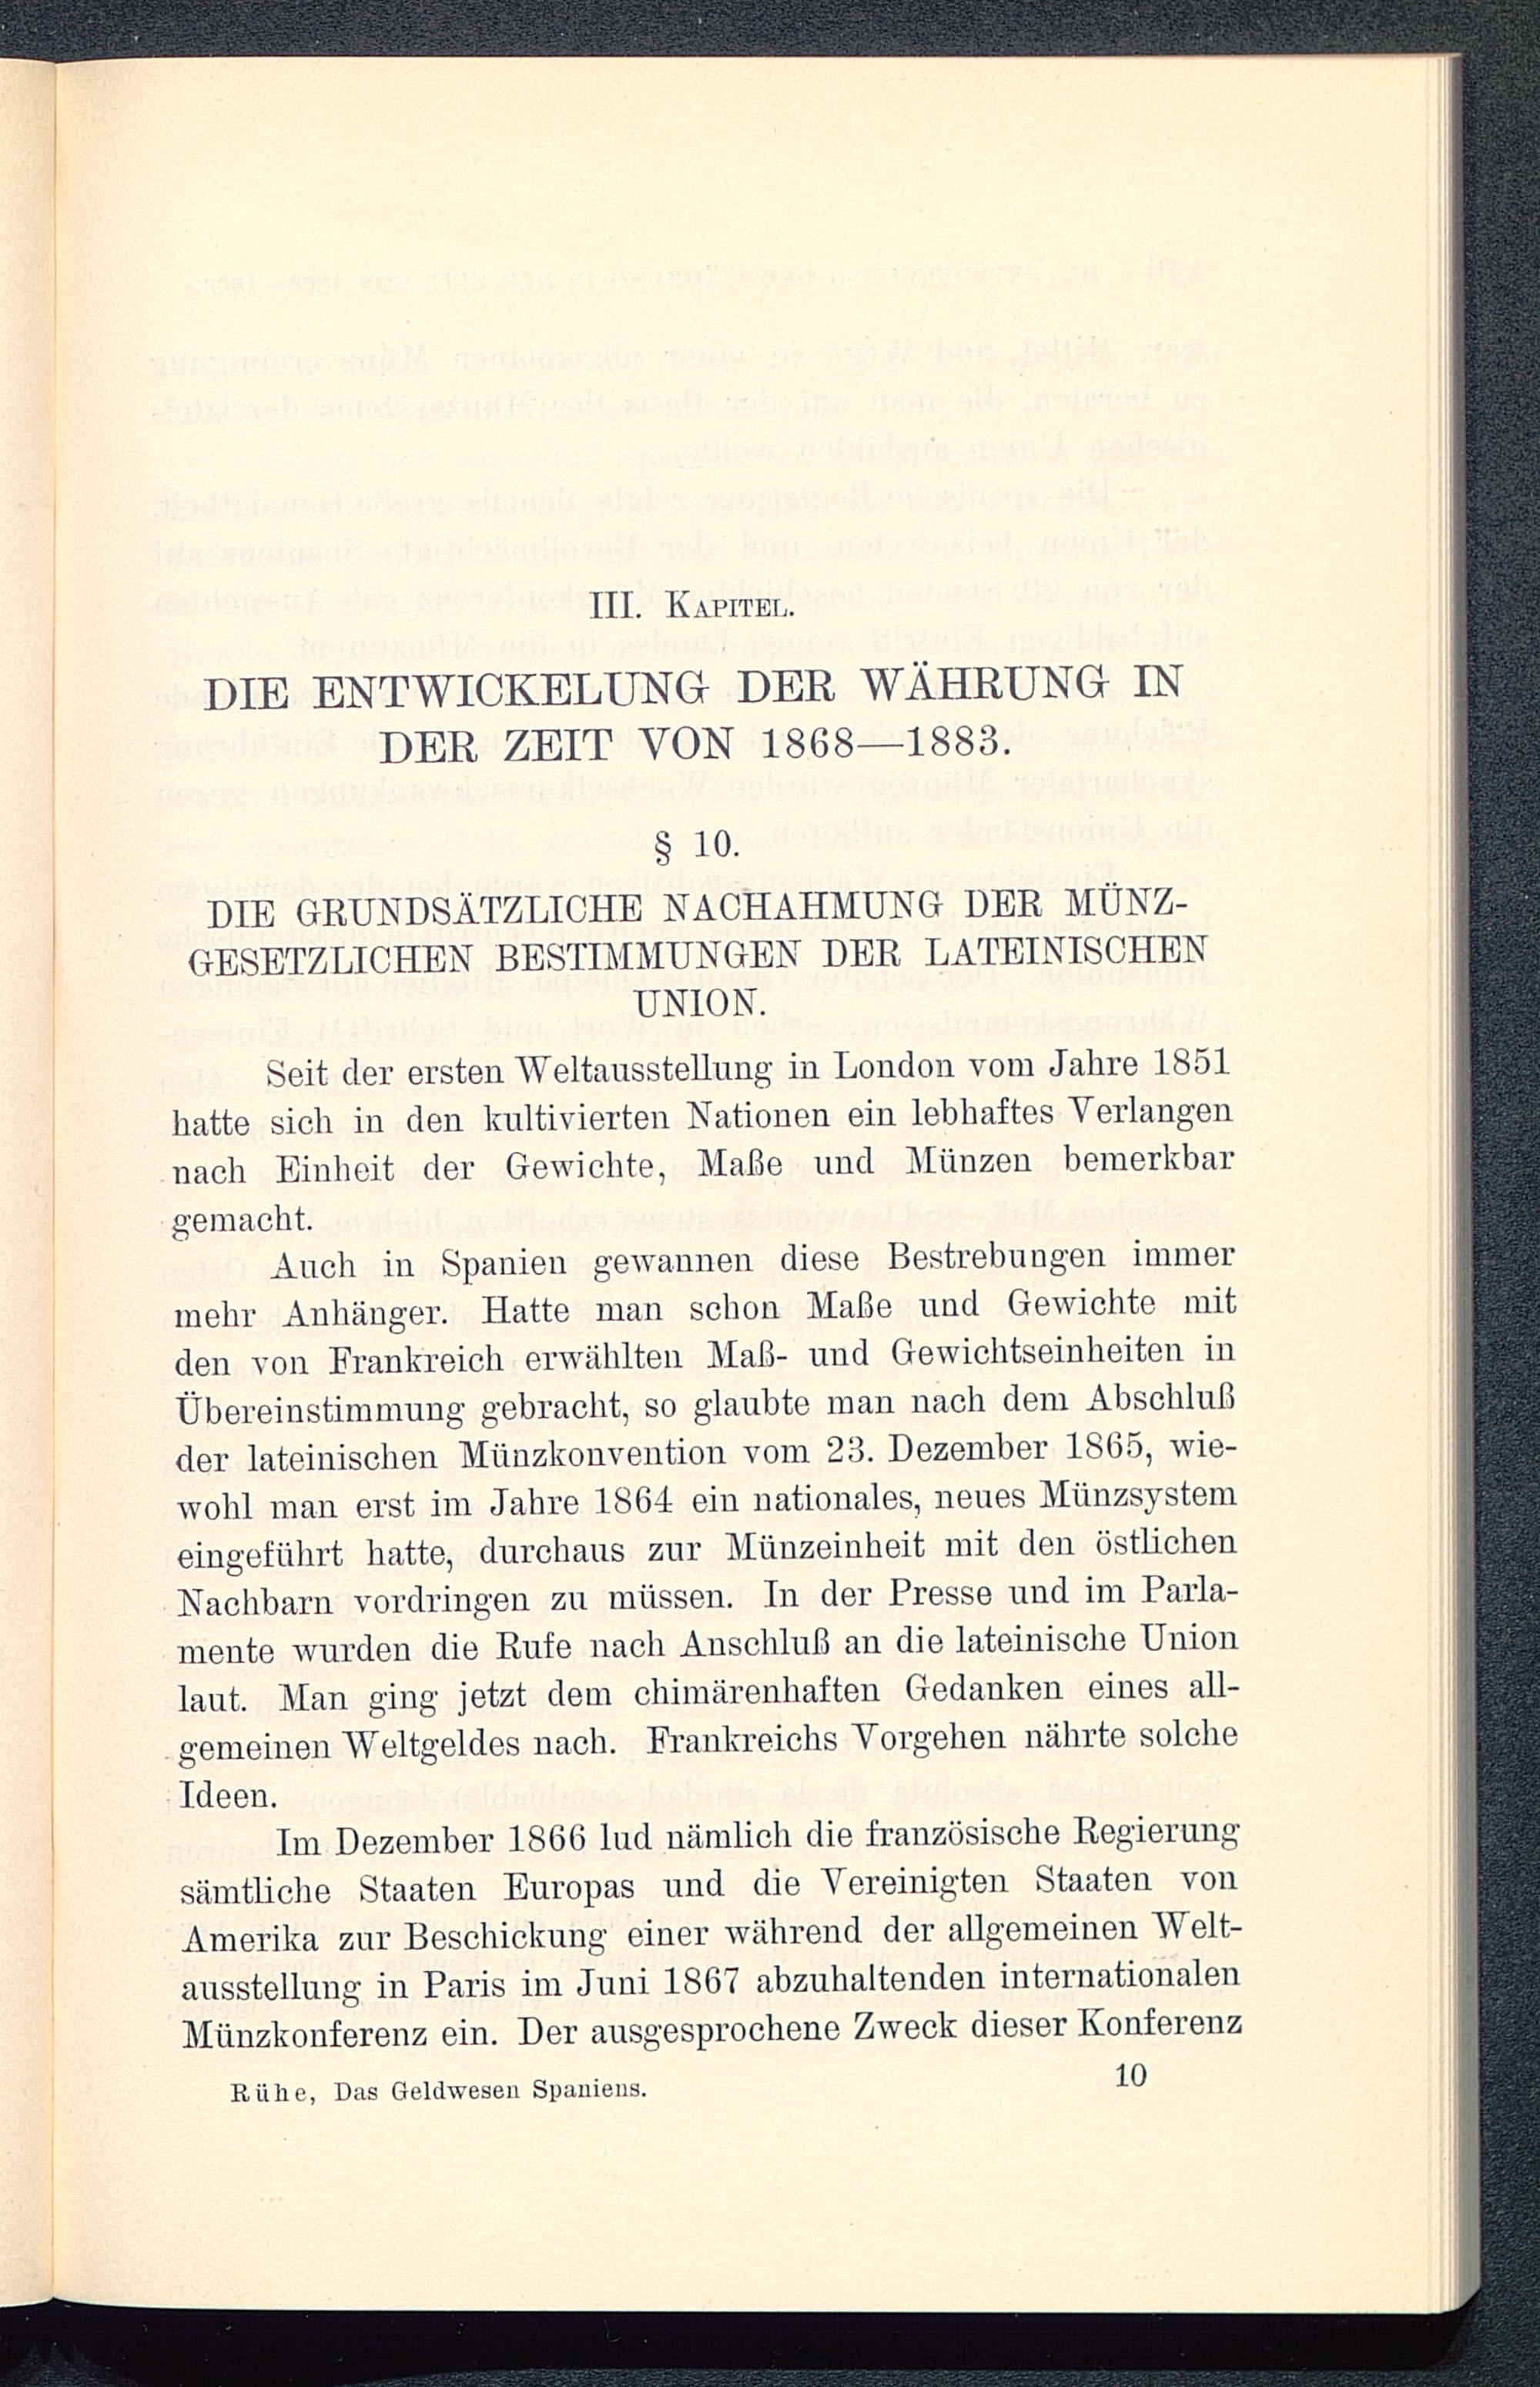 III. KAPITEL.
DIE ENTWICKELUNG DER WÄHRUNG IN
DER ZEIT VON 1868—1883.
§ 10.
DIE GRUNDSÄTZLICHE NACHAHMUNG DER MÜNZ-
GESETZLICHEN BESTIMMUNGEN DER LATEINISCHEN
UNION.
Seit der ersten Weltausstellung in London vom Jahre 1851
hatte sich in den kultivierten Nationen ein lebhaftes Verlangen
nach Einheit der Gewichte, Maße und Münzen bemerkbar
gemacht.
Auch in Spanien gewannen diese Bestrebungen immer
mehr Anhänger. Hatte man schon Maße und Gewichte mit
den von Frankreich erwählten Maß- und Gewichtseinheiten in
Übereinstimmung gebracht, so glaubte man nach dem Abschluß
der lateinischen Münzkonvention vom 23. Dezember 1865, wie-
wohl man erst im Jahre 1864 ein nationales, neues Münzsystem
eingeführt hatte, durchaus zur Münzeinheit mit den östlichen
Nachbarn vordringen zu müssen. In der Presse und im Parla-
mente wurden die Rufe nach Anschluß an die lateinische Union
laut. Man ging jetzt dem chimärenhaften Gedanken eines all-
gemeinen Weltgeldes nach. Frankreichs Vorgehen nährte solche
Ideen.
Im Dezember 1866 lud nämlich die französische Regierung
sämtliche Staaten Europas und die Vereinigten Staaten von
Amerika zur Beschickung einer während der allgemeinen Welt-
ausstellung in Paris im Juni 1867 abzuhaltenden internationalen
Münzkonferenz ein. Der ausgesprochene Zweck dieser Konferenz
Rühe, Das Geldwesen Spaniens.
10